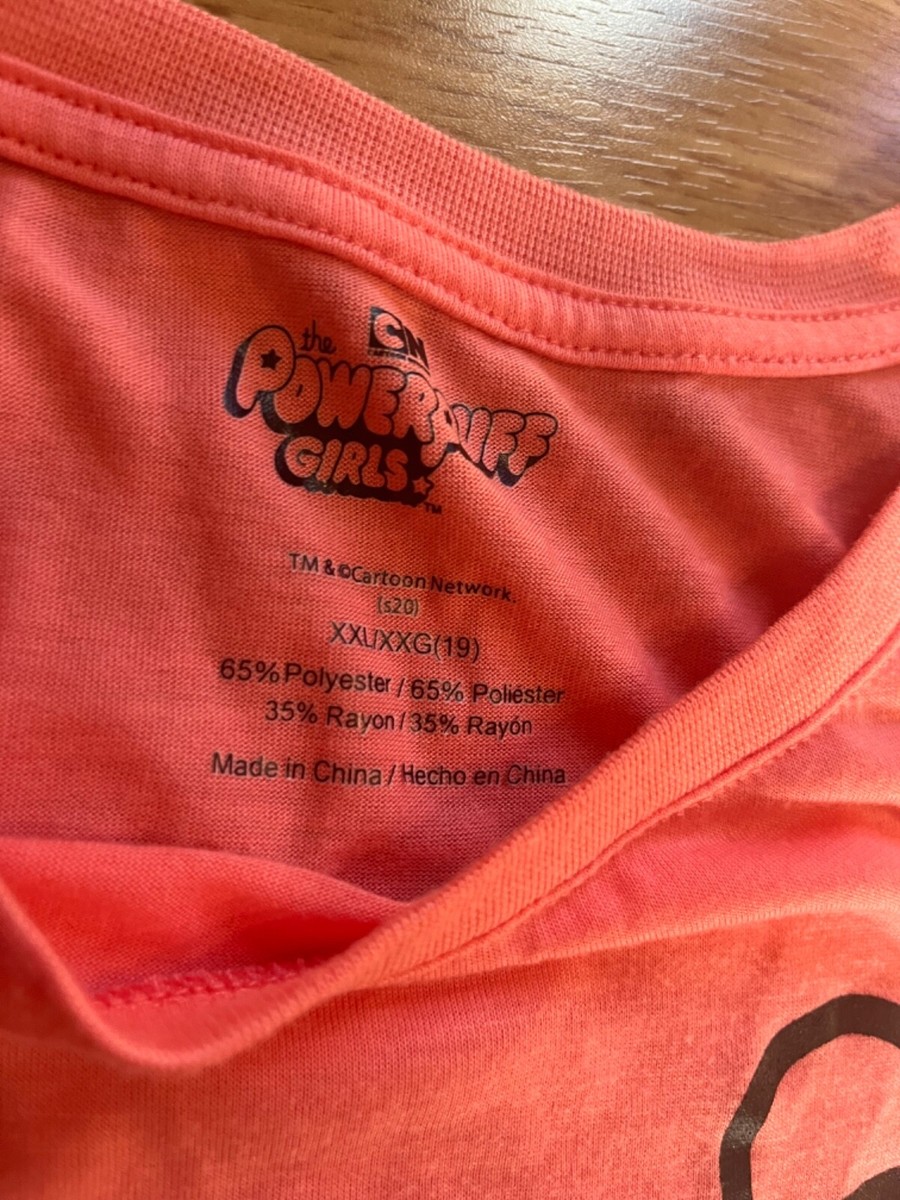 CN
the
POWERPUFF
GIRLS
TM
TM & ©Cartoon Network.
(s20)
XXL/XXG(19)
65% Polyester / 65% Poliéster
35% Rayon / 35% Rayón
Made in China / Hecho en China